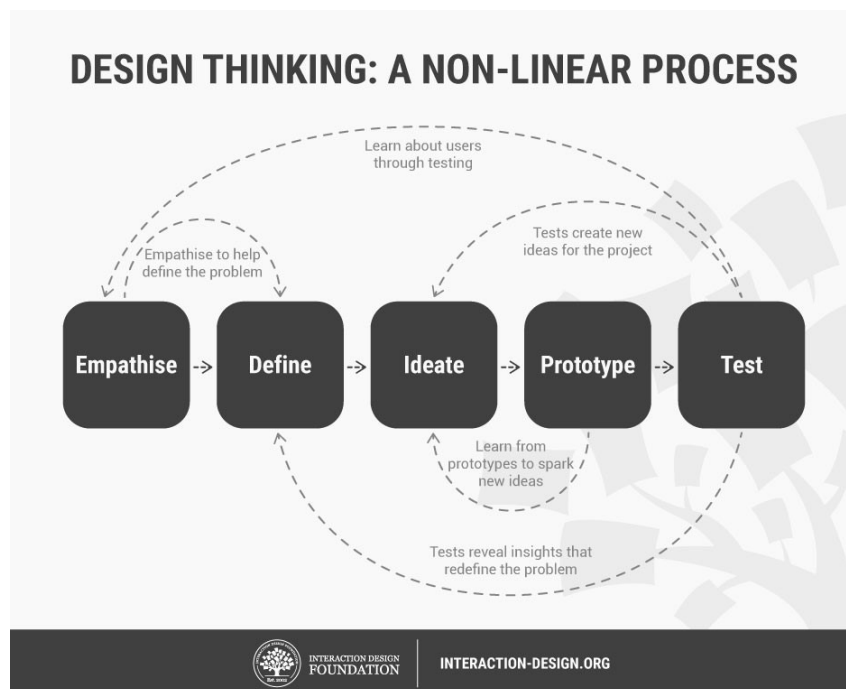 DESIGN THINKING: A NON-LINEAR PROCESS
Learn about users
through testing
Empathise to help
define the problem
Tests create new
ideas for the project
Empathise
Define
Ideate
Prototype
Test
Learn from
prototypes to spark
new ideas
Tests reveal insights that
redefine the problem
INTERACTION DESIGN
FOUNDATION
INTERACTION-DESIGN.ORG